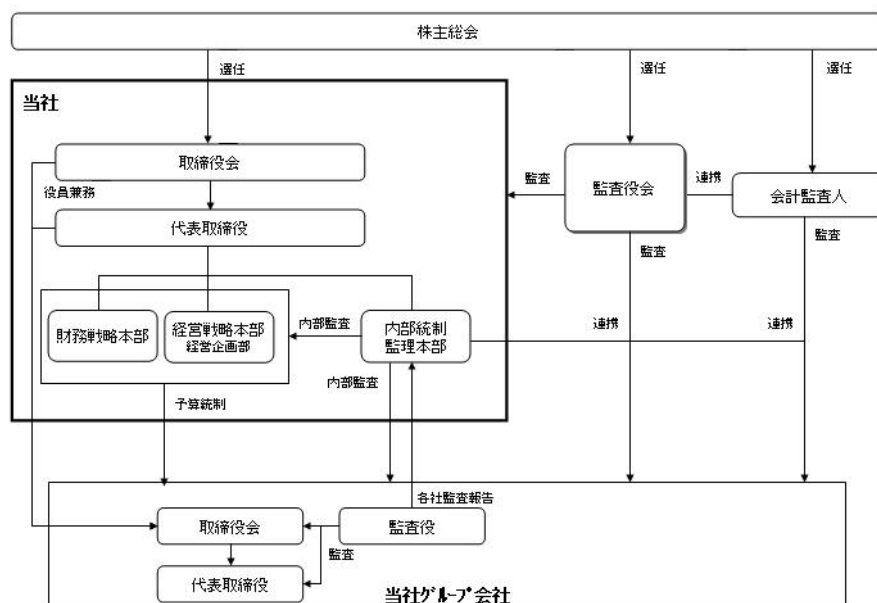 株主総会
選任
選任
選任
当社
取締役会
役員兼務
監査
監査役会
連携
会計監査人
代表取締役
監査
監査
財務戦略本部
経営戦略本部
経営企画部
内部監査
内部統制
監理本部
連携
連携
内部監査
予算統制
各社監査報告
取締役会
監査役
監査
代表取締役
当社グループ会社